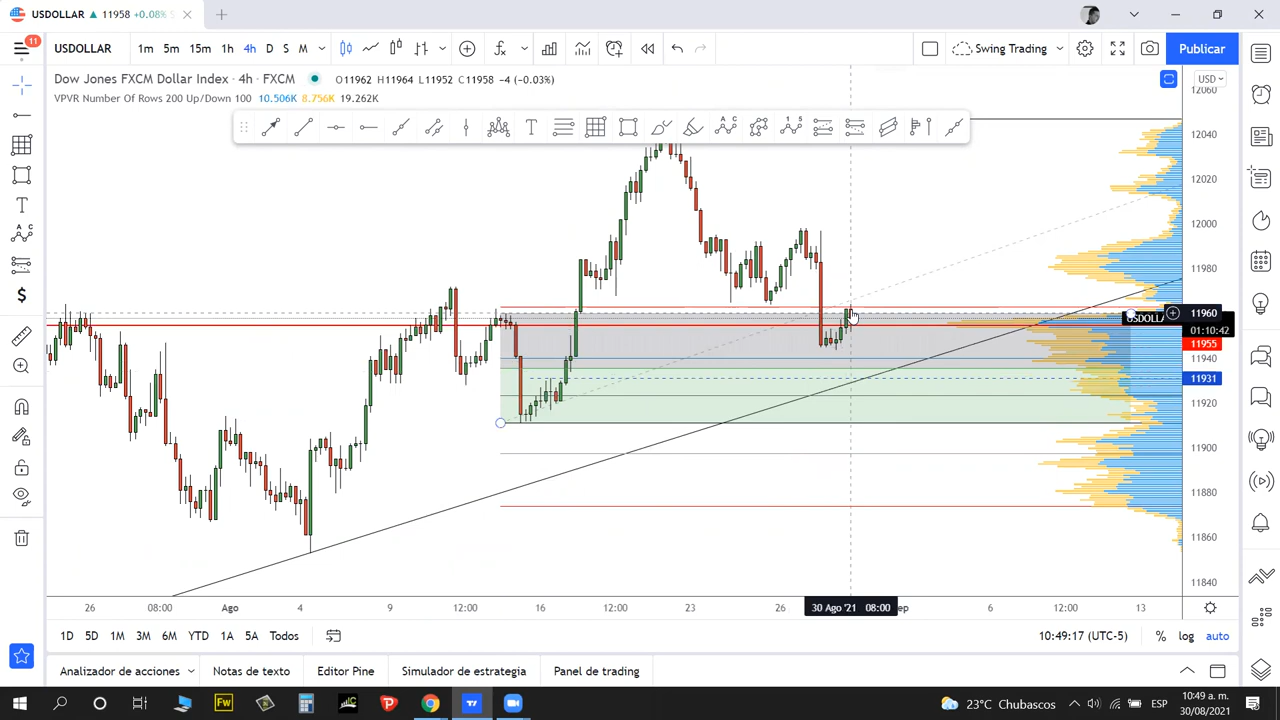 USDOLLAR ▲ 11958 +0.08%
11
USDOLLAR 1m 5m 15m 1h 4h D S M Swing Trading Publicar
Dow Jones FXCM Dollar Index · 4h · FXCM O11962 H11964 L11952 C11958 −4 (−0.03%)
USD
VPVR Number Of Rows 200 Up/Down 100 10.506K 8.756K 19.262K
12060
12040
12020
12000
11980
11960
USDOLLA
01:10:42
11955
11940
11931
11920
11900
11880
11860
11840
26 08:00 Ago 4 9 12:00 16 12:00 23 26 30 Ago '21 08:00 ep 6 12:00 13
1D 5D 1M 3M 6M YTD 1A 5A Todos 10:49:17 (UTC-5) % log auto
Analizador de acciones Notas de texto Editor Pine Simulador de estrategia Panel de trading
23°C Chubascos
10:49 a. m.
30/08/2021